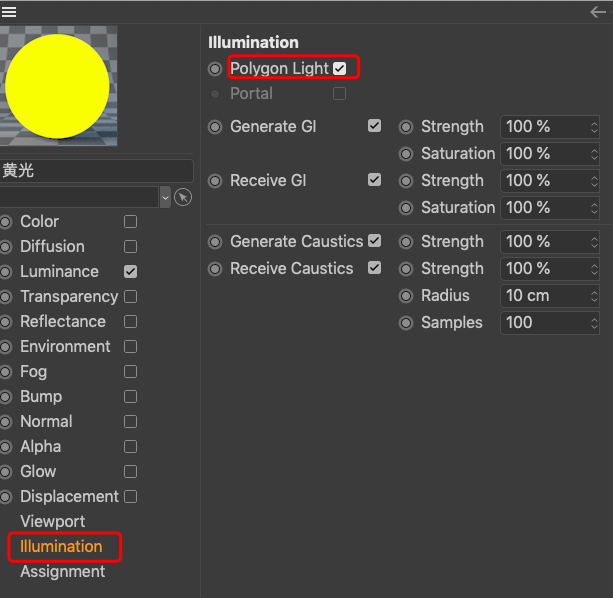 Illumination
Polygon Light
Portal
Generate GI Strength 100 %
Saturation 100 %
Receive GI Strength 100 %
Saturation 100 %
Generate Caustics Strength 100 %
Receive Caustics Strength 100 %
Radius 10 cm
Samples 100
黄光
Color
Diffusion
Luminance
Transparency
Reflectance
Environment
Fog
Bump
Normal
Alpha
Glow
Displacement
Viewport
Illumination
Assignment